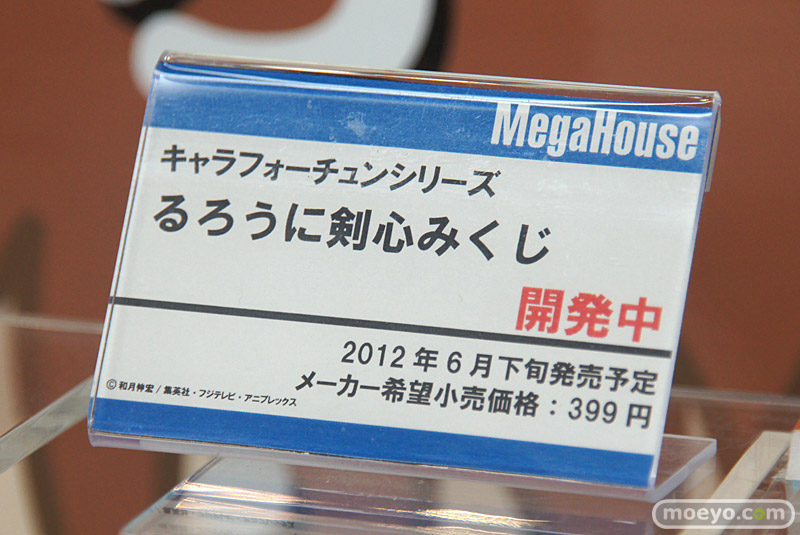 MegaHouse
キャラフォーチュンシリーズ
るろうに剣心みくじ
開発中
2012年6月下旬発売予定
メーカー希望小売価格：399円
©和月伸宏/集英社・フジテレビ・アニプレックス
moeyo.com